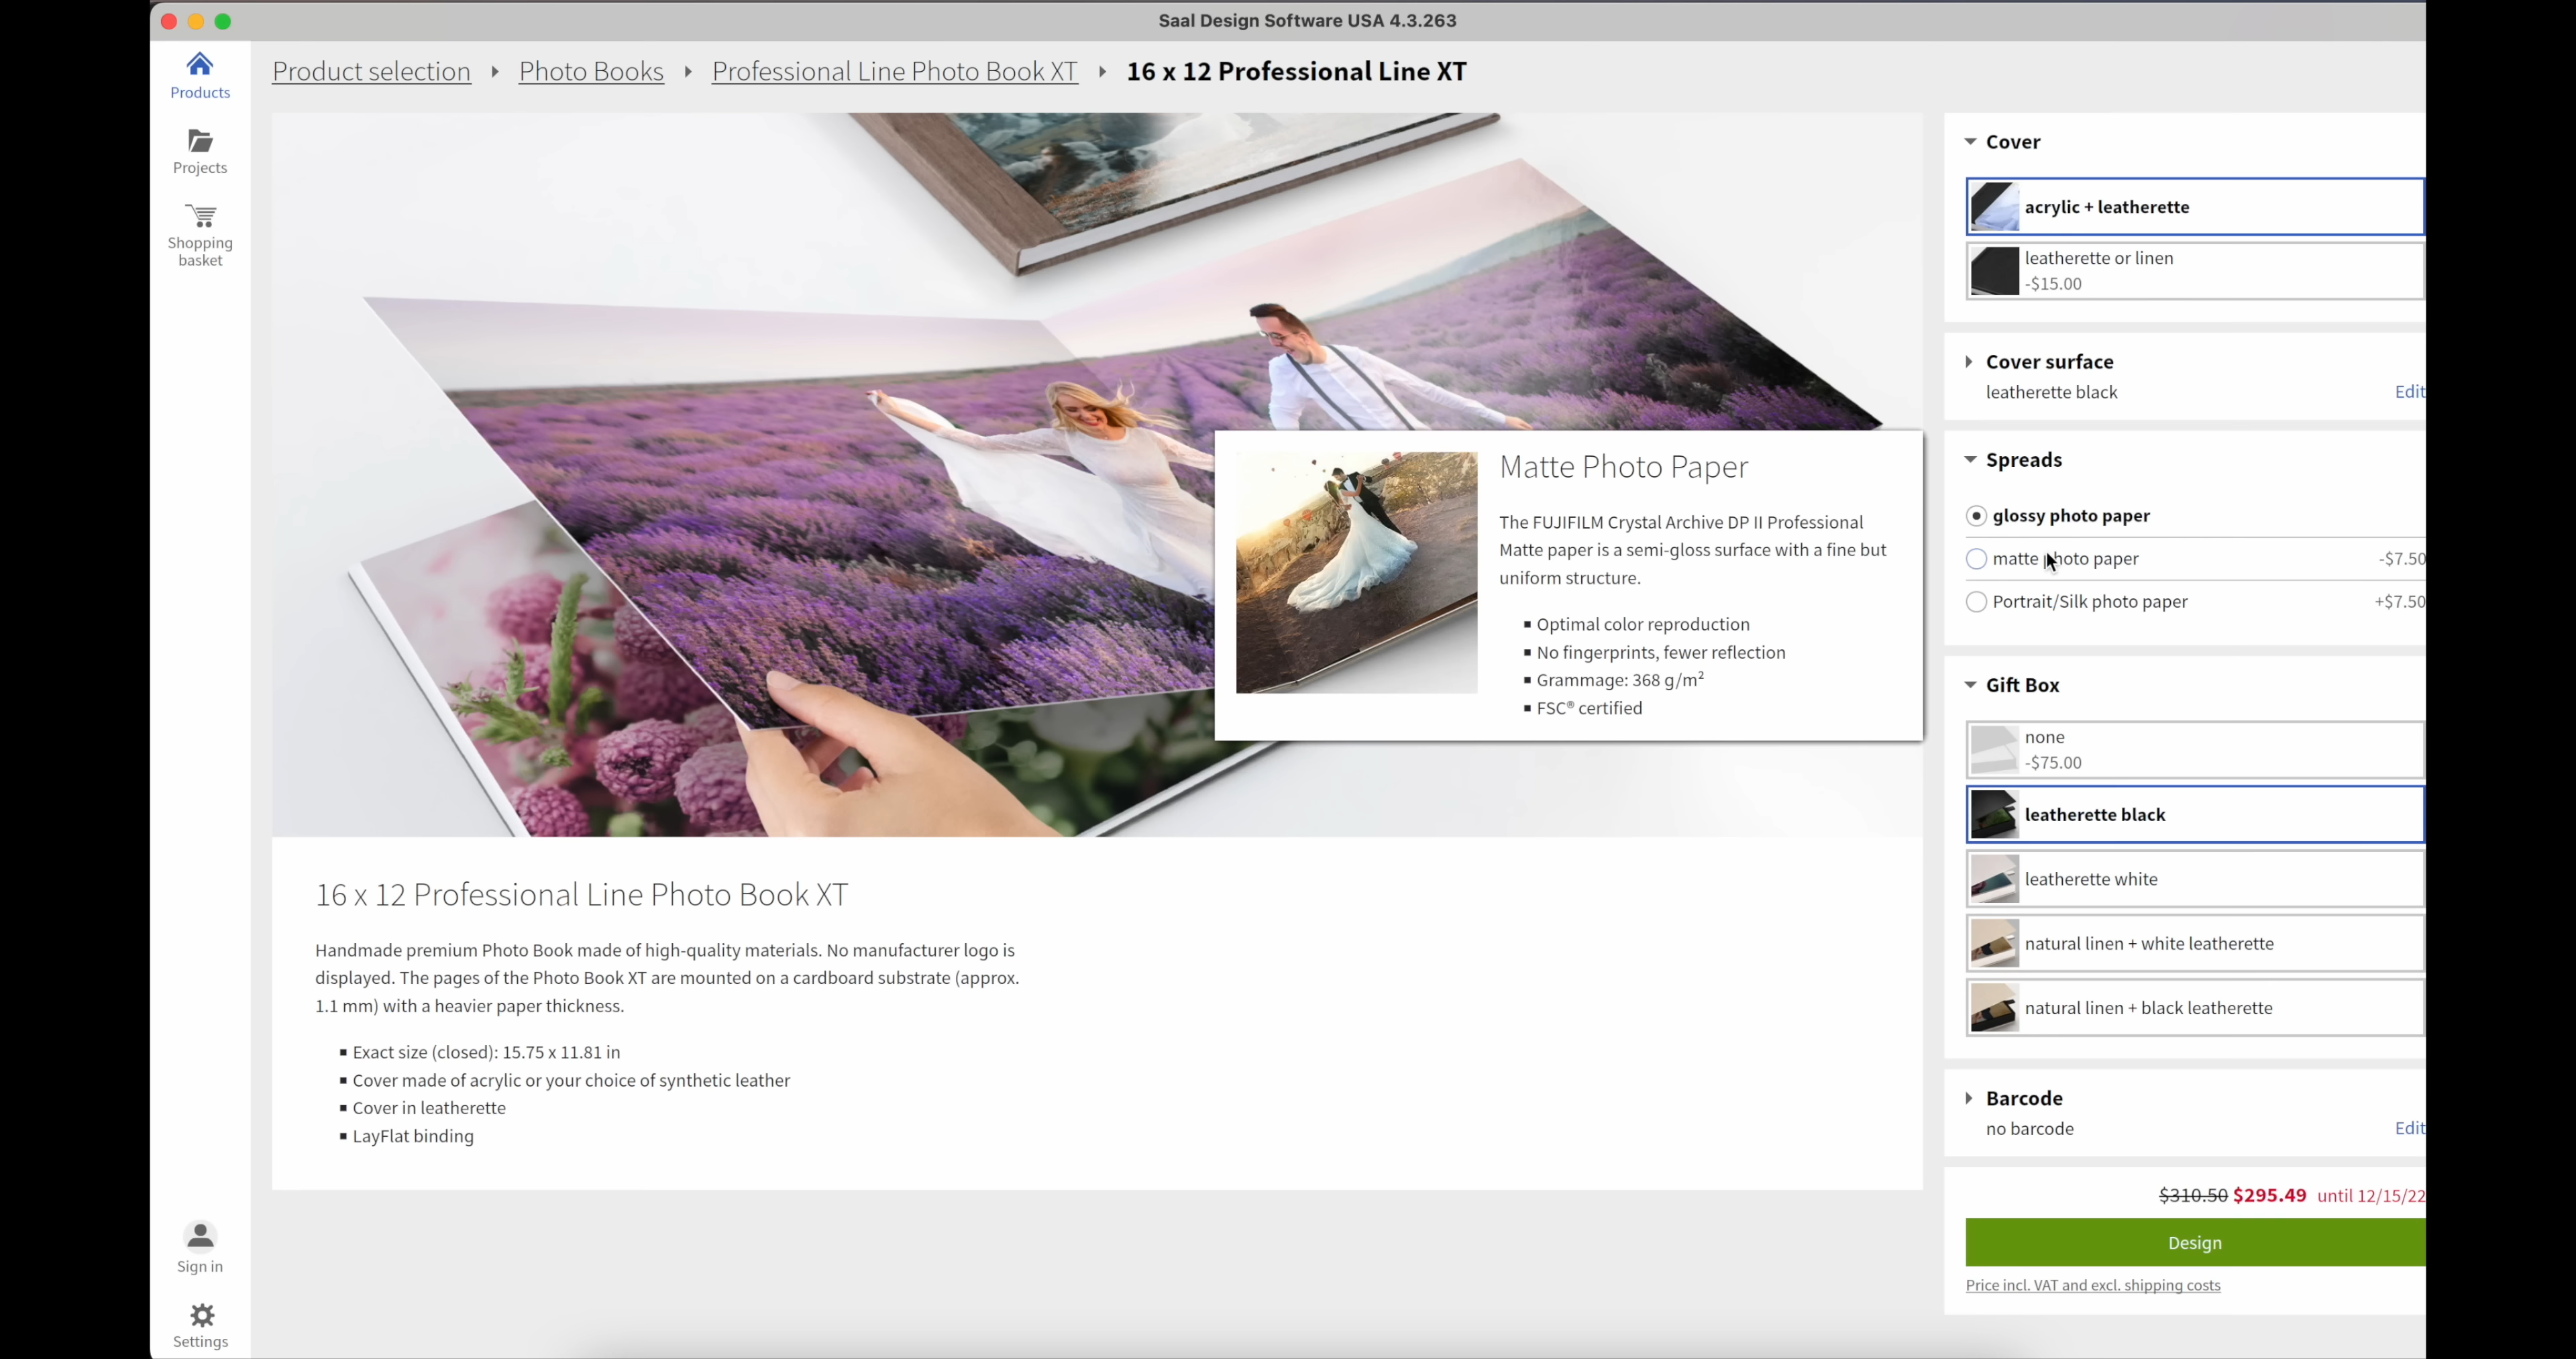 Saal Design Software USA 4.3.263
Products
Projects
Shopping
basket
Sign in
Settings
Product selection
Photo Books
Professional Line Photo Book XT
16 x 12 Professional Line XT
Matte Photo Paper
The FUJIFILM Crystal Archive DP II Professional
Matte paper is a semi-gloss surface with a fine but
uniform structure.
Optimal color reproduction
No fingerprints, fewer reflection
Grammage: 368 g/m²
FSC® certified
16 x 12 Professional Line Photo Book XT
Handmade premium Photo Book made of high-quality materials. No manufacturer logo is
displayed. The pages of the Photo Book XT are mounted on a cardboard substrate (approx.
1.1 mm) with a heavier paper thickness.
Exact size (closed): 15.75 x 11.81 in
Cover made of acrylic or your choice of synthetic leather
Cover in leatherette
LayFlat binding
Cover
acrylic + leatherette
leatherette or linen
-$15.00
Cover surface
leatherette black Edit
Spreads
glossy photo paper
matte photo paper -$7.50
Portrait/Silk photo paper +$7.50
Gift Box
none
-$75.00
leatherette black
leatherette white
natural linen + white leatherette
natural linen + black leatherette
Barcode
no barcode Edit
$310.50 $295.49 until 12/15/22
Design
Price incl. VAT and excl. shipping costs